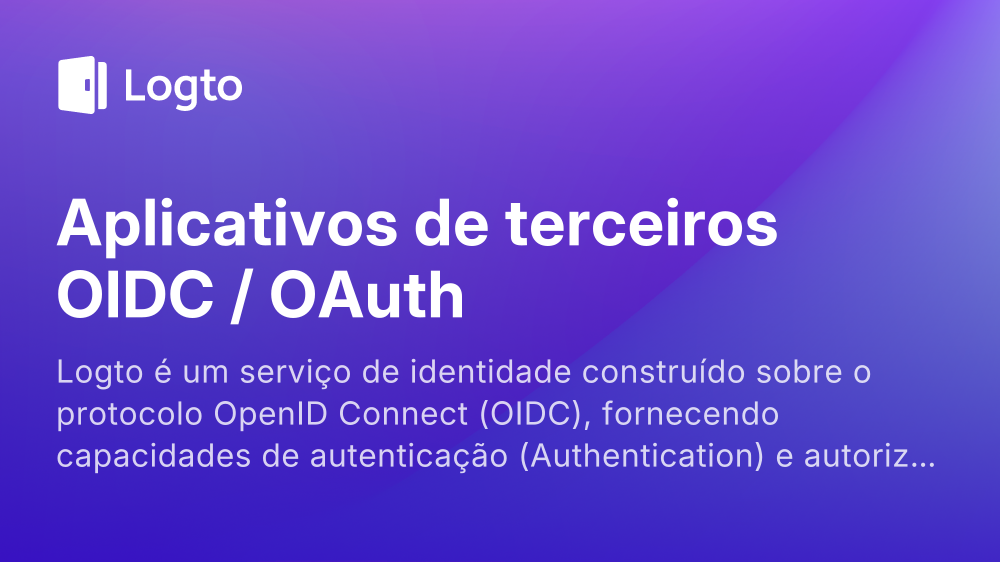 Logto
Aplicativos de terceiros
OIDC / OAuth
Logto é um serviço de identidade construído sobre o
protocolo OpenID Connect (OIDC), fornecendo
capacidades de autenticação (Authentication) e autoriz...